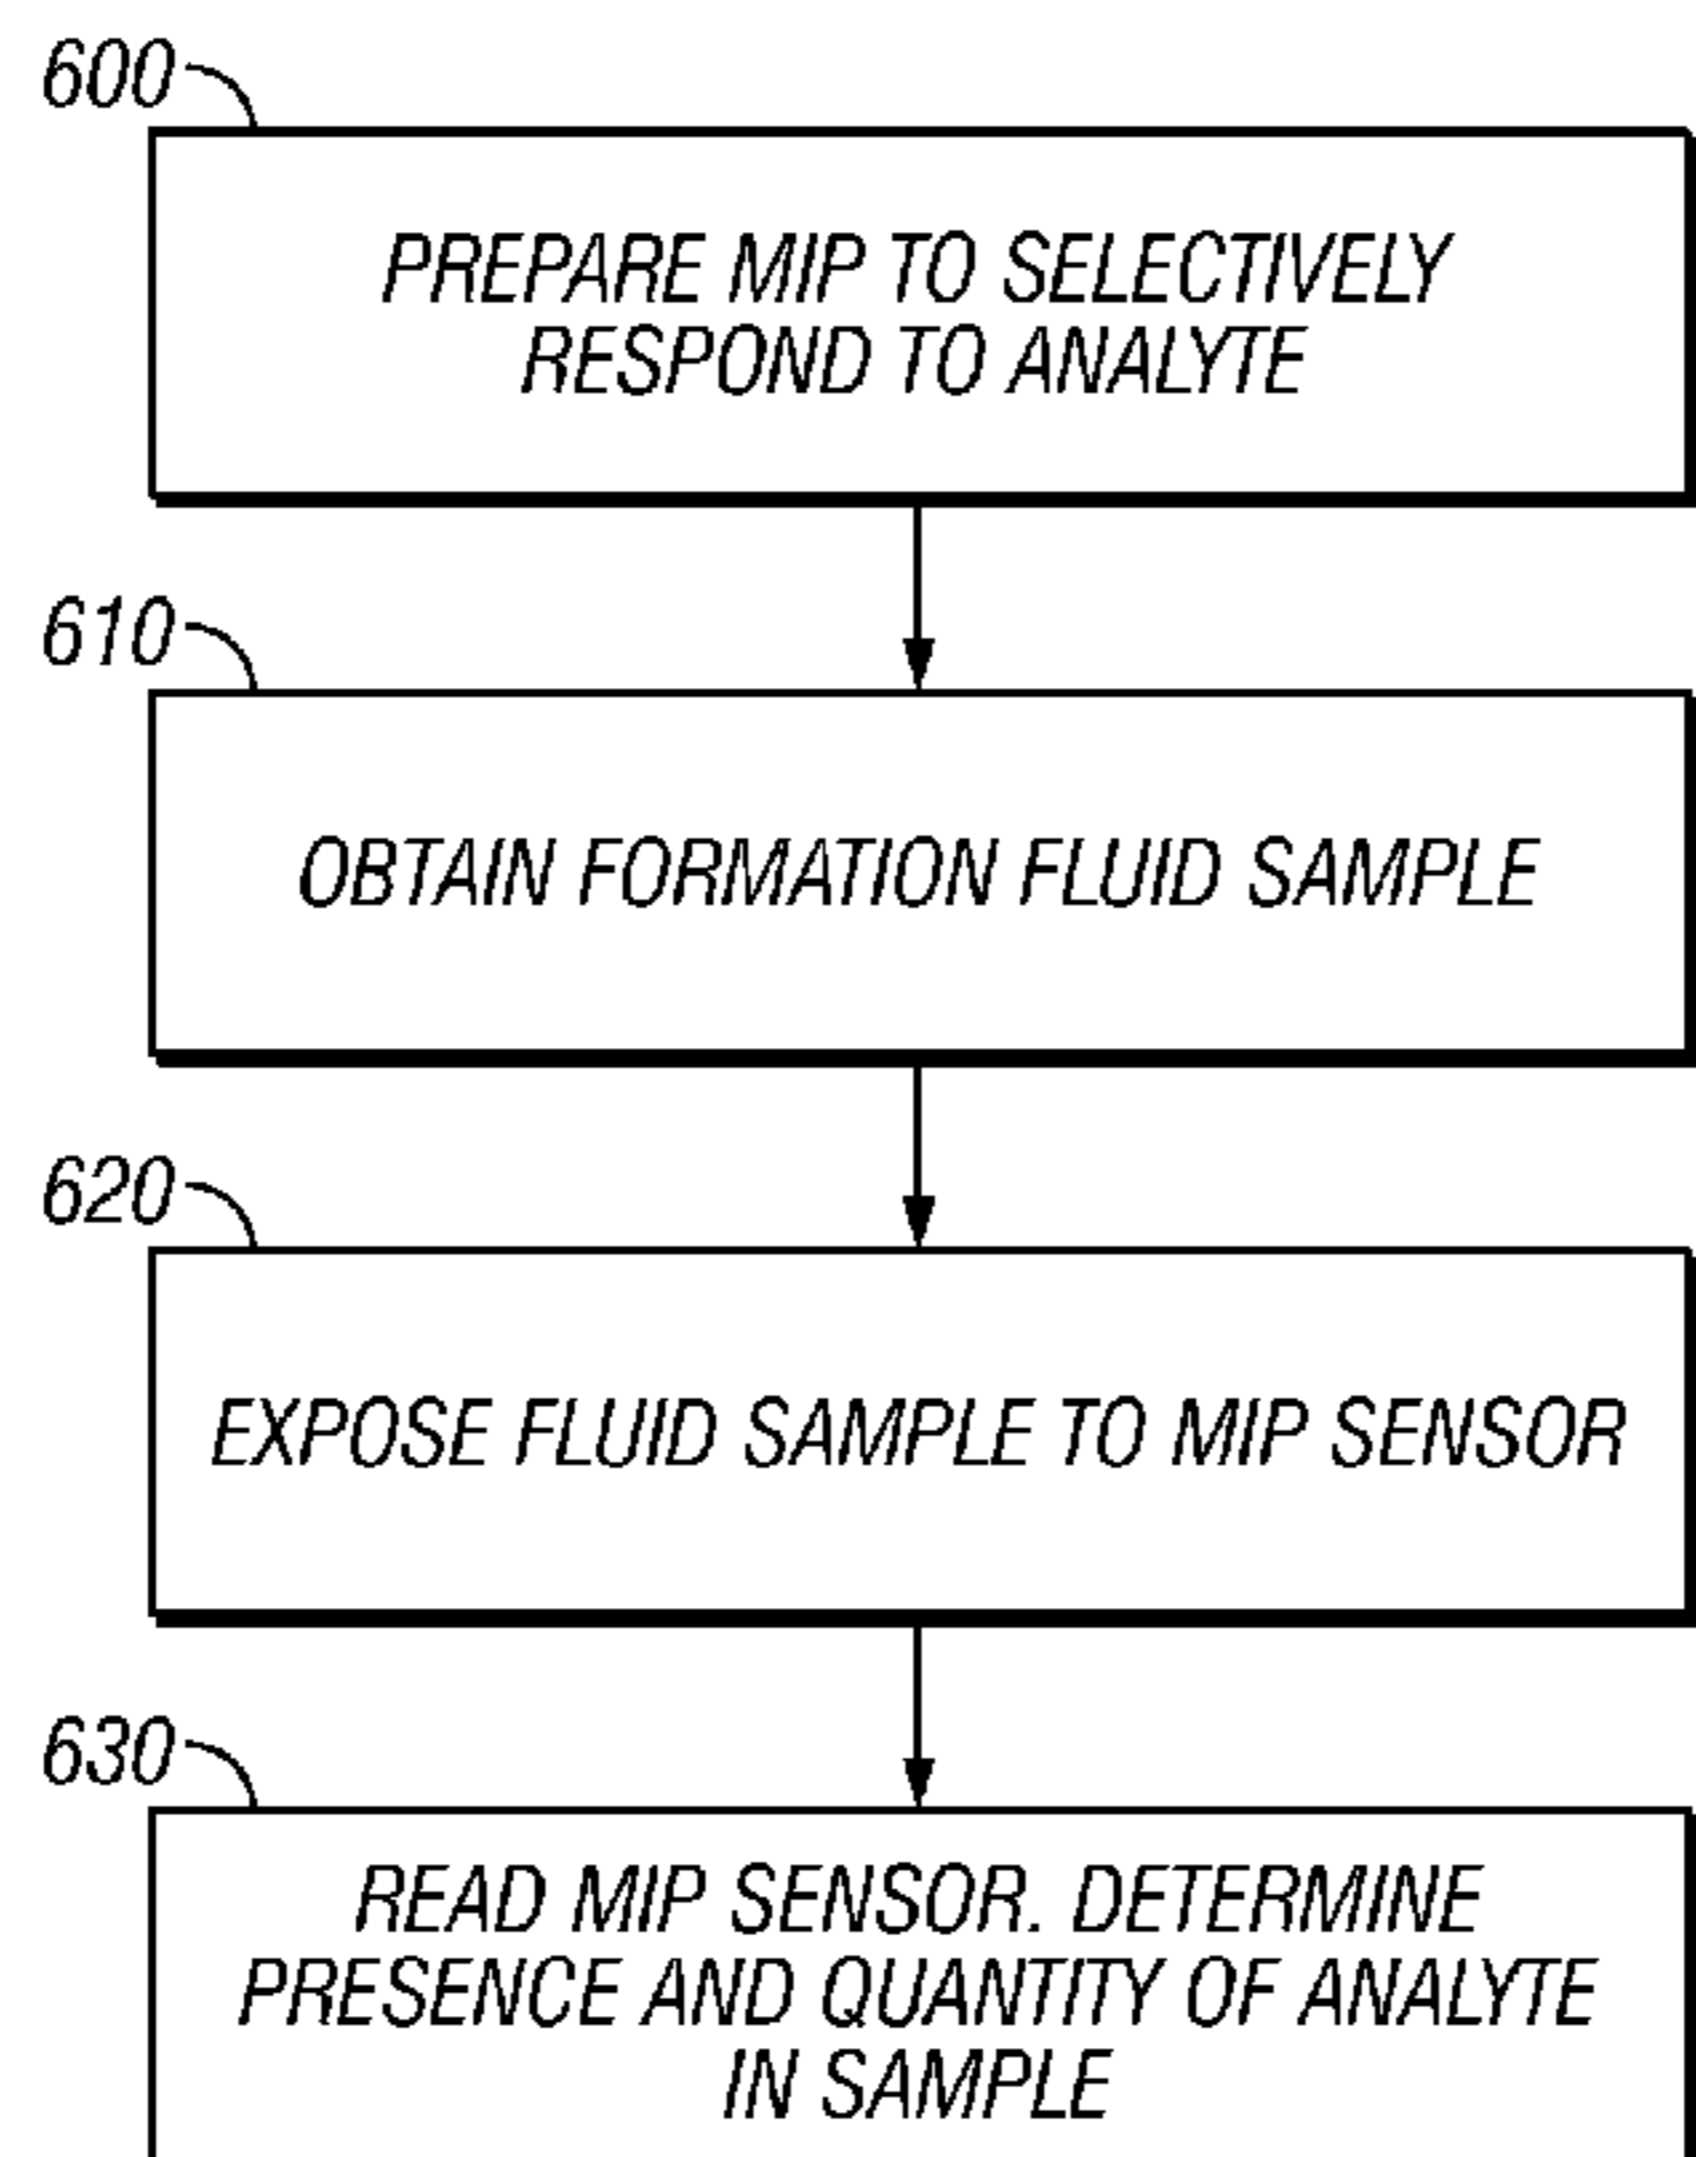 600
PREPARE MIP TO SELECTIVELY
RESPOND TO ANALYTE
610
OBTAIN FORMATION FLUID SAMPLE
620
EXPOSE FLUID SAMPLE TO MIP SENSOR
630
READ MIP SENSOR. DETERMINE
PRESENCE AND QUANTITY OF ANALYTE
IN SAMPLE